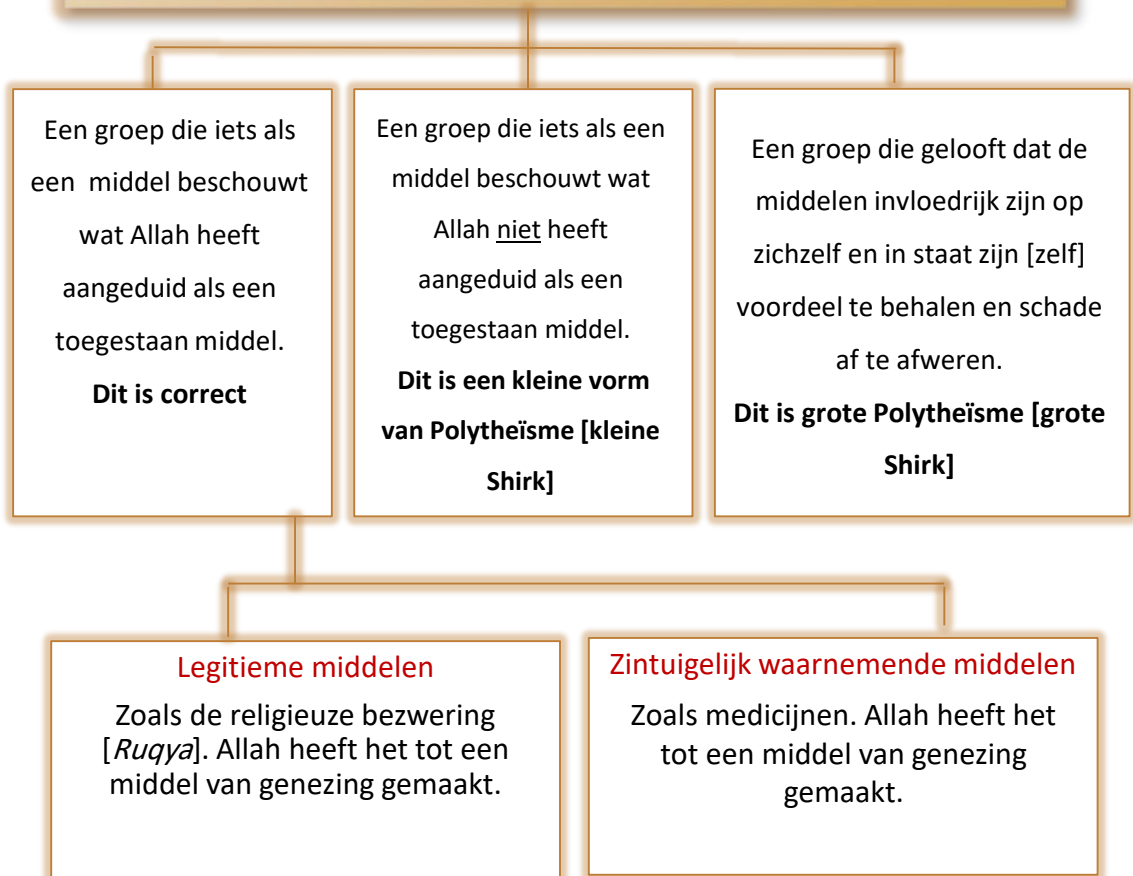 Een groep die iets als
een middel beschouwt
wat Allah heeft
aangeduid als een
toegestaan middel.
Dit is correct
Een groep die iets als een
middel beschouwt wat
Allah niet heeft
aangeduid als een
toegestaan middel.
Dit is een kleine vorm
van Polytheïsme [kleine
Shirk]
Een groep die gelooft dat de
middelen invloedrijk zijn op
zichzelf en in staat zijn [zelf]
voordeel te behalen en schade
af te afweren.
Dit is grote Polytheïsme [grote
Shirk]
Legitieme middelen
Zoals de religieuze bezwering
[Ruqya]. Allah heeft het tot een
middel van genezing gemaakt.
Zintuigelijk waarnemende middelen
Zoals medicijnen. Allah heeft het
tot een middel van genezing
gemaakt.